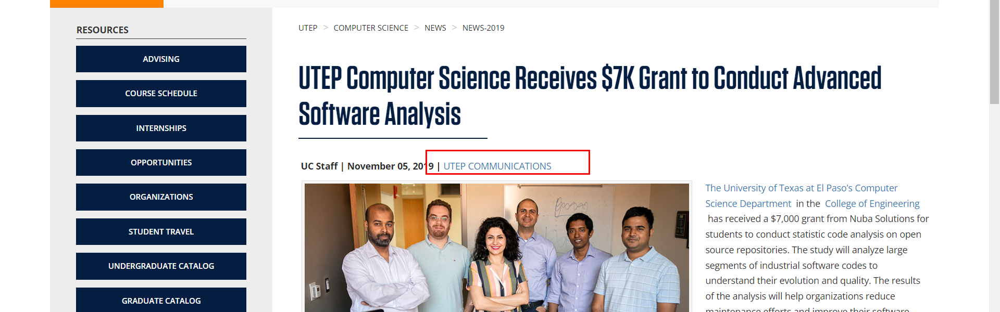 RESOURCES
ADVISING
COURSE SCHEDULE
INTERNSHIPS
OPPORTUNITIES
ORGANIZATIONS
STUDENT TRAVEL
UNDERGRADUATE CATALOG
GRADUATE CATALOG
UTEP > COMPUTER SCIENCE > NEWS > NEWS-2019
UTEP Computer Science Receives $7K Grant to Conduct Advanced
Software Analysis
UC Staff | November 05, 2019 | UTEP COMMUNICATIONS
The University of Texas at El Paso’s Computer
Science Department in the College of Engineering
has received a $7,000 grant from Nuba Solutions for
students to conduct statistic code analysis on open
source repositories. The study will analyze large
segments of industrial software codes to
understand their evolution and quality. The results
of the analysis will help organizations reduce
maintenance efforts and improve their software